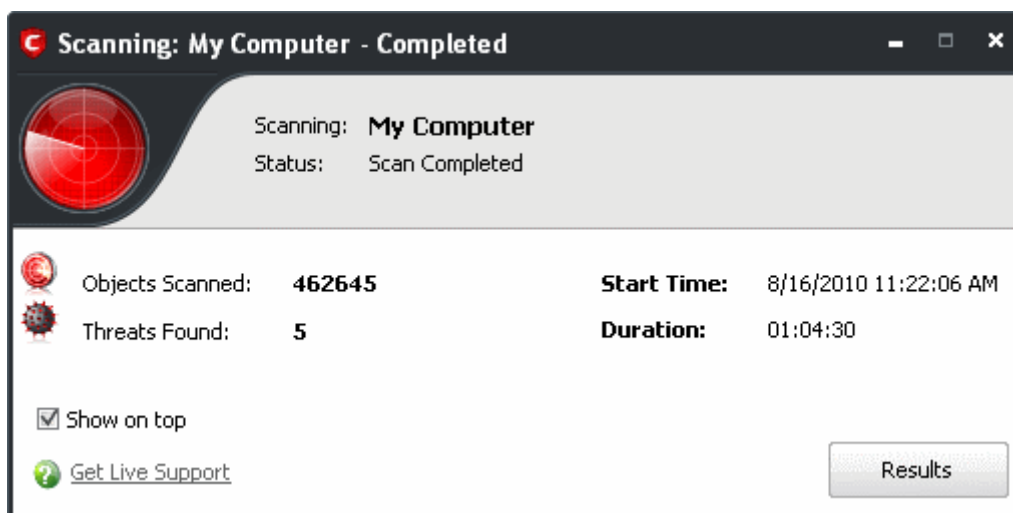 Scanning: My Computer - Completed
Scanning: My Computer
Status: Scan Completed
Objects Scanned: 462645 Start Time: 8/16/2010 11:22:06 AM
Threats Found: 5 Duration: 01:04:30
Show on top
Get Live Support
Results